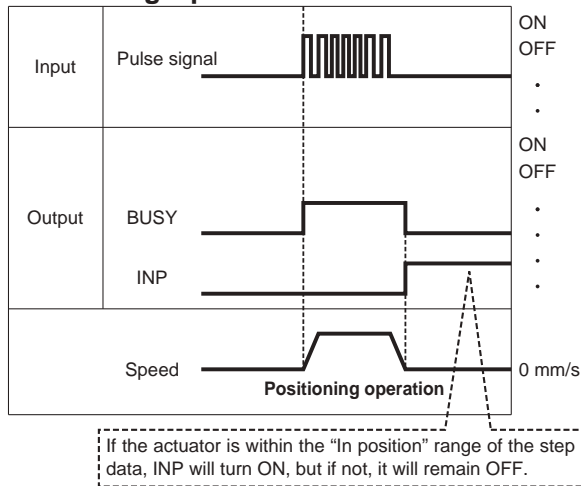 ON
OFF
Input
Pulse signal
ON
OFF
Output
BUSY
INP
Speed
0 mm/s
Positioning operation
If the actuator is within the “In position” range of the step
data, INP will turn ON, but if not, it will remain OFF.